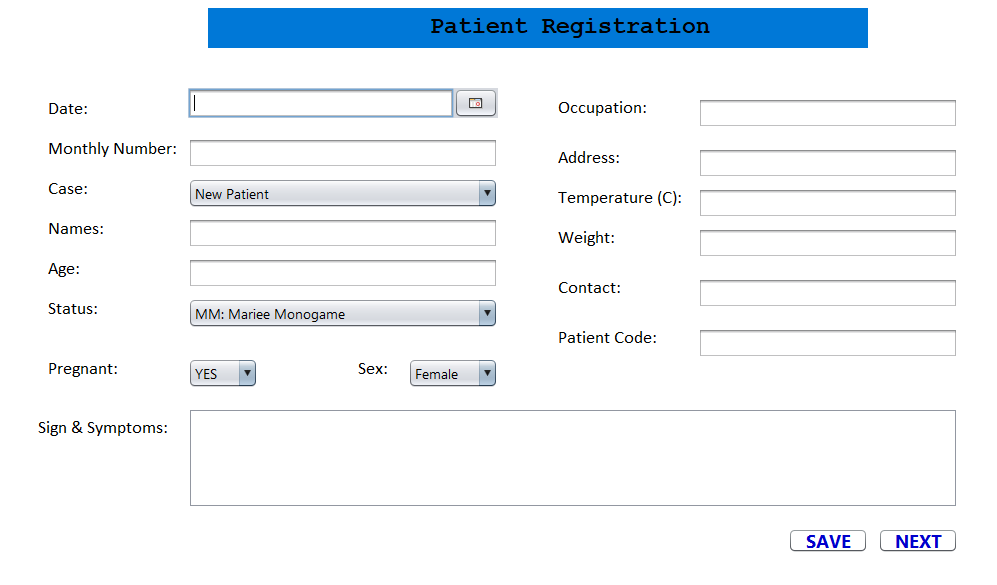 Patient Registration
Date:
Monthly Number:
Case:
New Patient
Names:
Age:
Status:
MM: Mariee Monogame
Pregnant:
YES
Sex:
Female
Occupation:
Address:
Temperature (C):
Weight:
Contact:
Patient Code:
Sign & Symptoms:
SAVE
NEXT